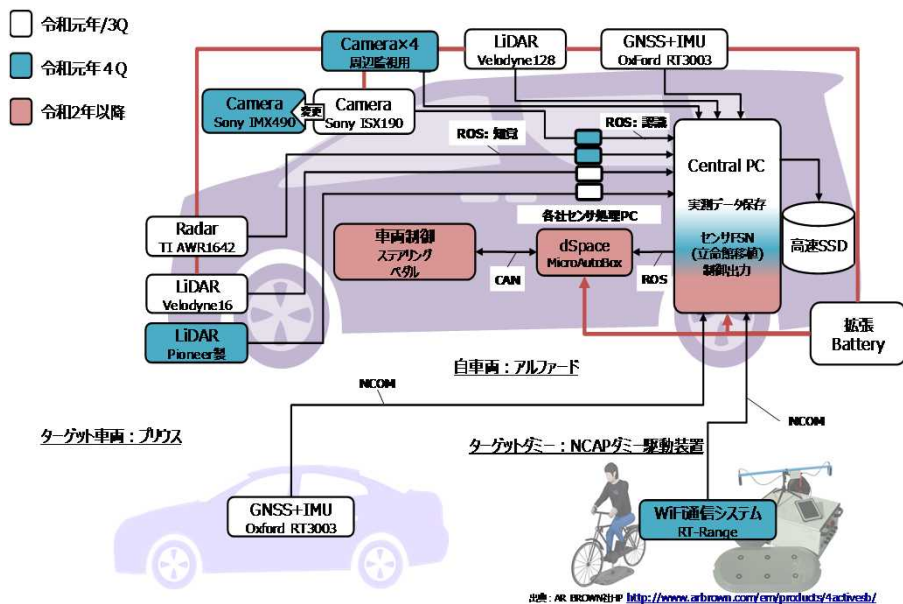 令和元年/3Q
令和元年4Q
令和2年以降
Camera×4
周辺監視用
LiDAR
Velodyne128
GNSS+IMU
OxFord RT3003
Camera
Sony IMX490
変更
Camera
Sony ISX190
ROS: 知覚
ROS: 認識
Central PC
実測データ保存
センサFSN
(立命館移植)
制御出力
高速SSD
各社センサ処理PC
Radar
TI AWR1642
車両制御
ステアリング
ペダル
CAN
dSpace
MicroAutoBox
ROS
LiDAR
Velodyne16
LiDAR
Pioneer製
拡張
Battery
自車両：アルファード
NCOM
NCOM
ターゲット車両：プリウス
ターゲットダミー：NCAPダミー駆動装置
GNSS+IMU
Oxford RT3003
WiFi通信システム
RT-Range
出典：AR BROWN社HP http://www.arbrown.com/em/products/4activesb/